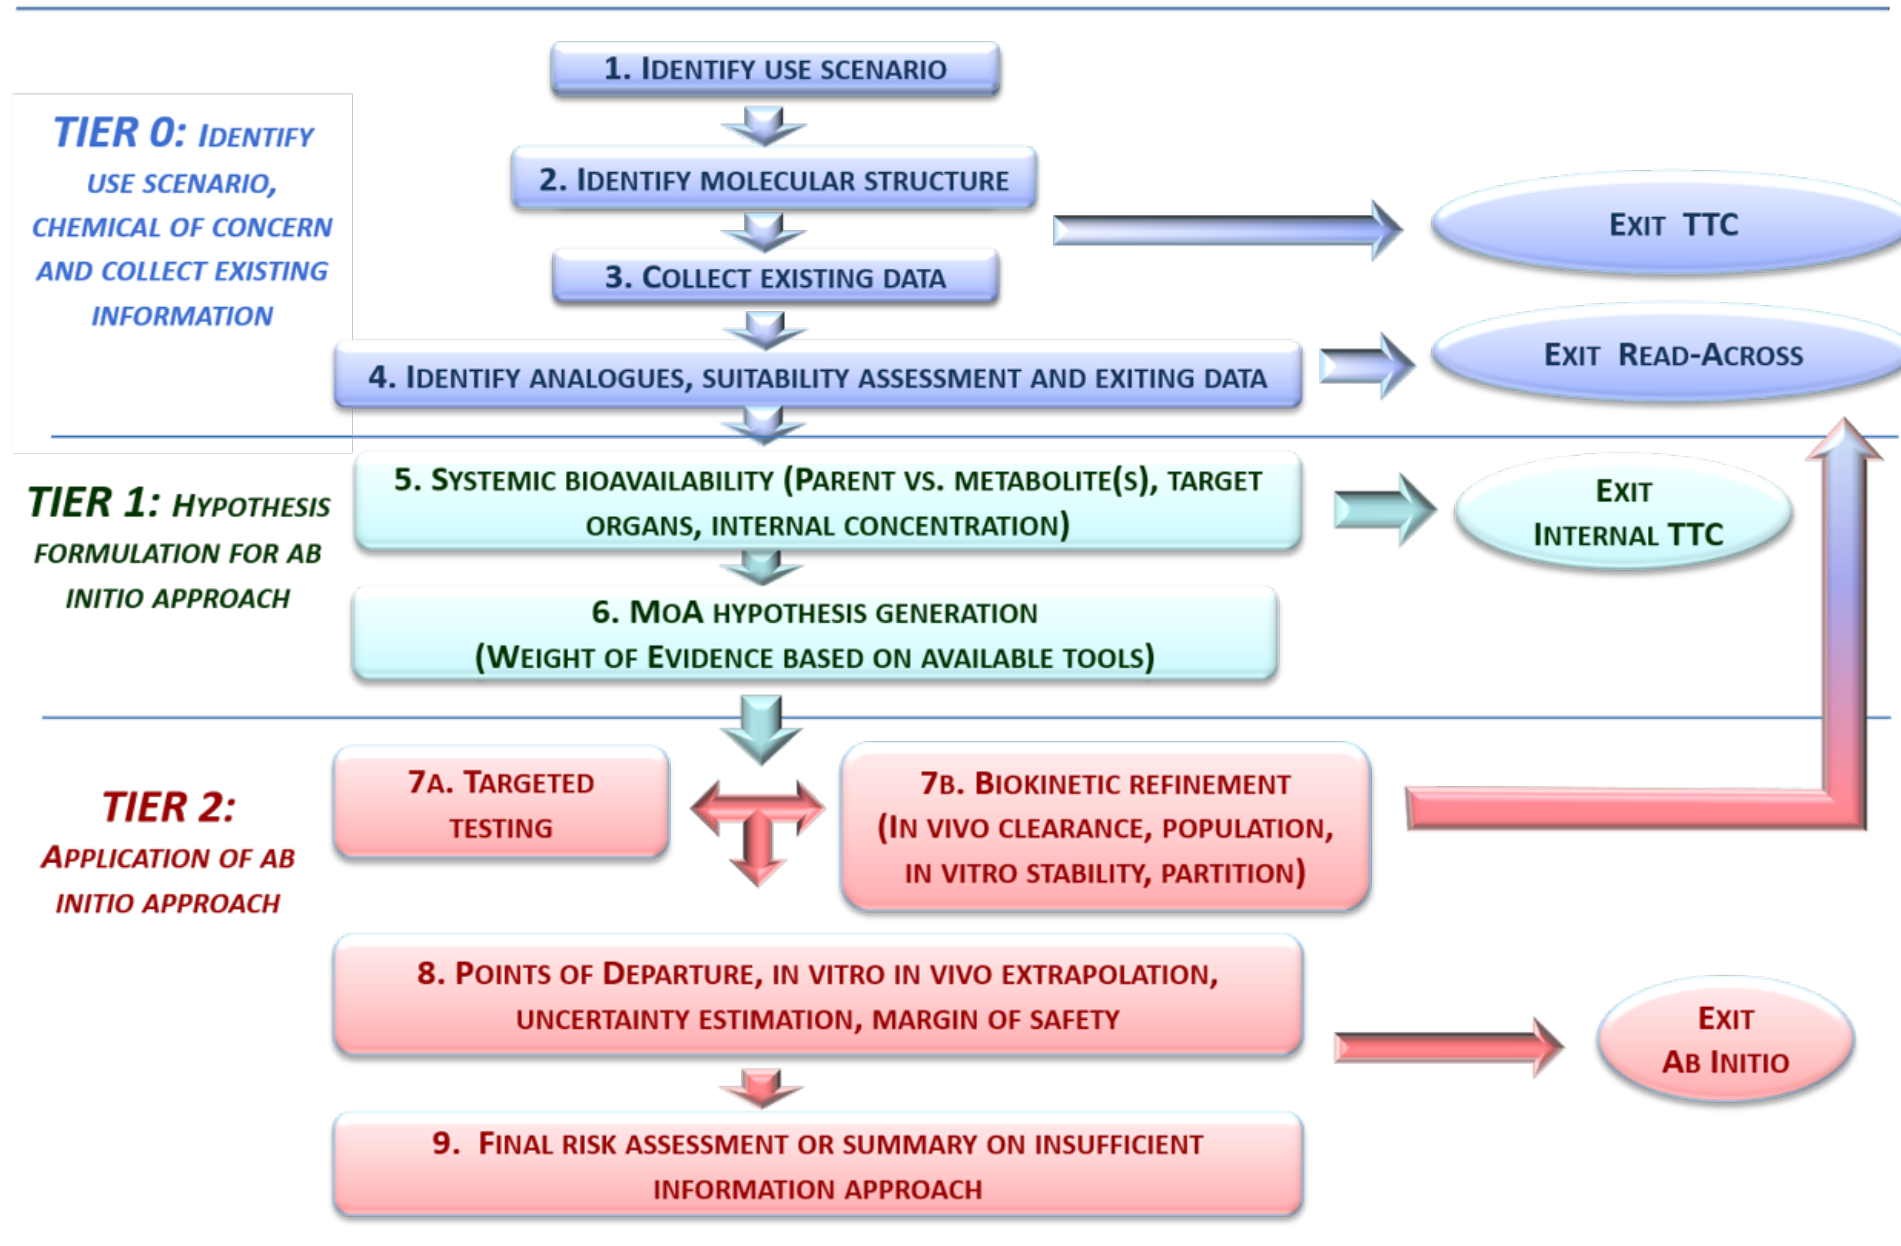 1. Identify use scenario
TIER 0: Identify
use scenario,
chemical of concern
and collect existing
information
2. Identify molecular structure
Exit TTC
3. Collect existing data
Exit Read-Across
4. Identify analogues, suitability assessment and exiting data
TIER 1: Hypothesis
formulation for ab
initio approach
5. Systemic bioavailability (Parent vs. metabolite(s), target
organs, internal concentration)
Exit
Internal TTC
6. MoA hypothesis generation
(Weight of Evidence based on available tools)
TIER 2:
Application of ab
initio approach
7a. Targeted
testing
7b. Biokinetic refinement
(In vivo clearance, population,
in vitro stability, partition)
8. Points of Departure, in vitro in vivo extrapolation,
uncertainty estimation, margin of safety
Exit
Ab Initio
9. Final risk assessment or summary on insufficient
information approach